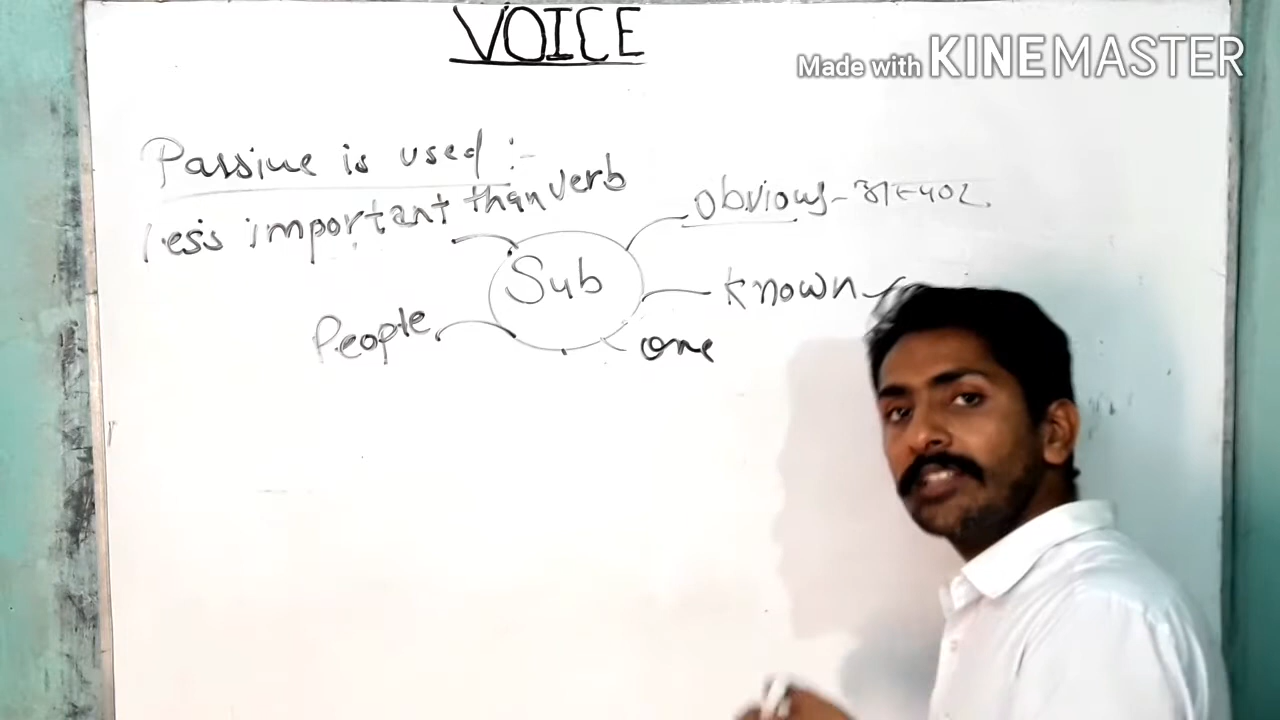 VOICE
Made with KINEMASTER
Passive is used :-
less important than verb
obvious -
Sub
known
People
one